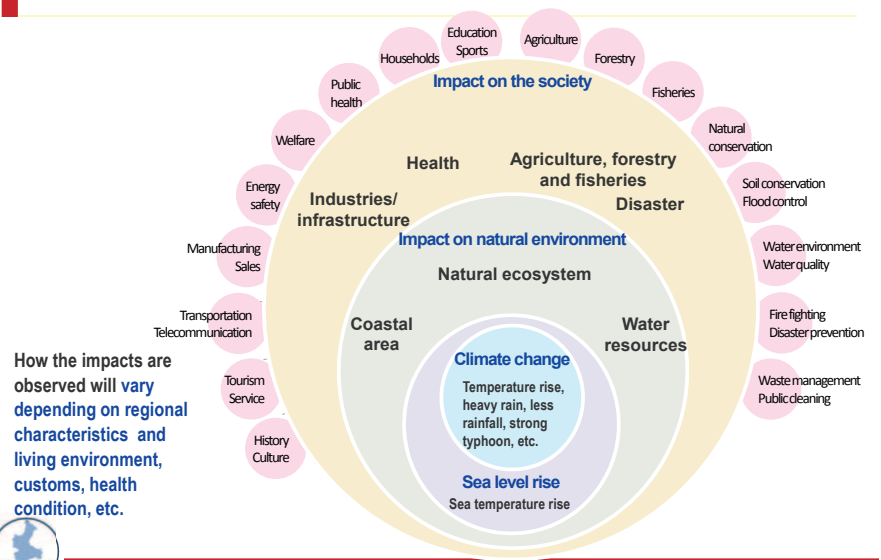 Education
Sports
Agriculture
Households
Forestry
Impact on the society
Public
health
Fisheries
Welfare
Natural
conservation
Health
Agriculture, forestry
and fisheries
Energy
safety
Soil conservation
Flood control
Industries/
infrastructure
Disaster
Manufacturing
Sales
Impact on natural environment
Water environment
Water quality
Natural ecosystem
Transportation
Telecommunication
Coastal
area
Water
resources
Fire fighting
Disaster prevention
How the impacts are
observed will vary
depending on regional
characteristics and
living environment,
customs, health
condition, etc.
Climate change
Temperature rise,
heavy rain, less
rainfall, strong
typhoon, etc.
Tourism
Service
Waste management
Public cleaning
History
Culture
Sea level rise
Sea temperature rise